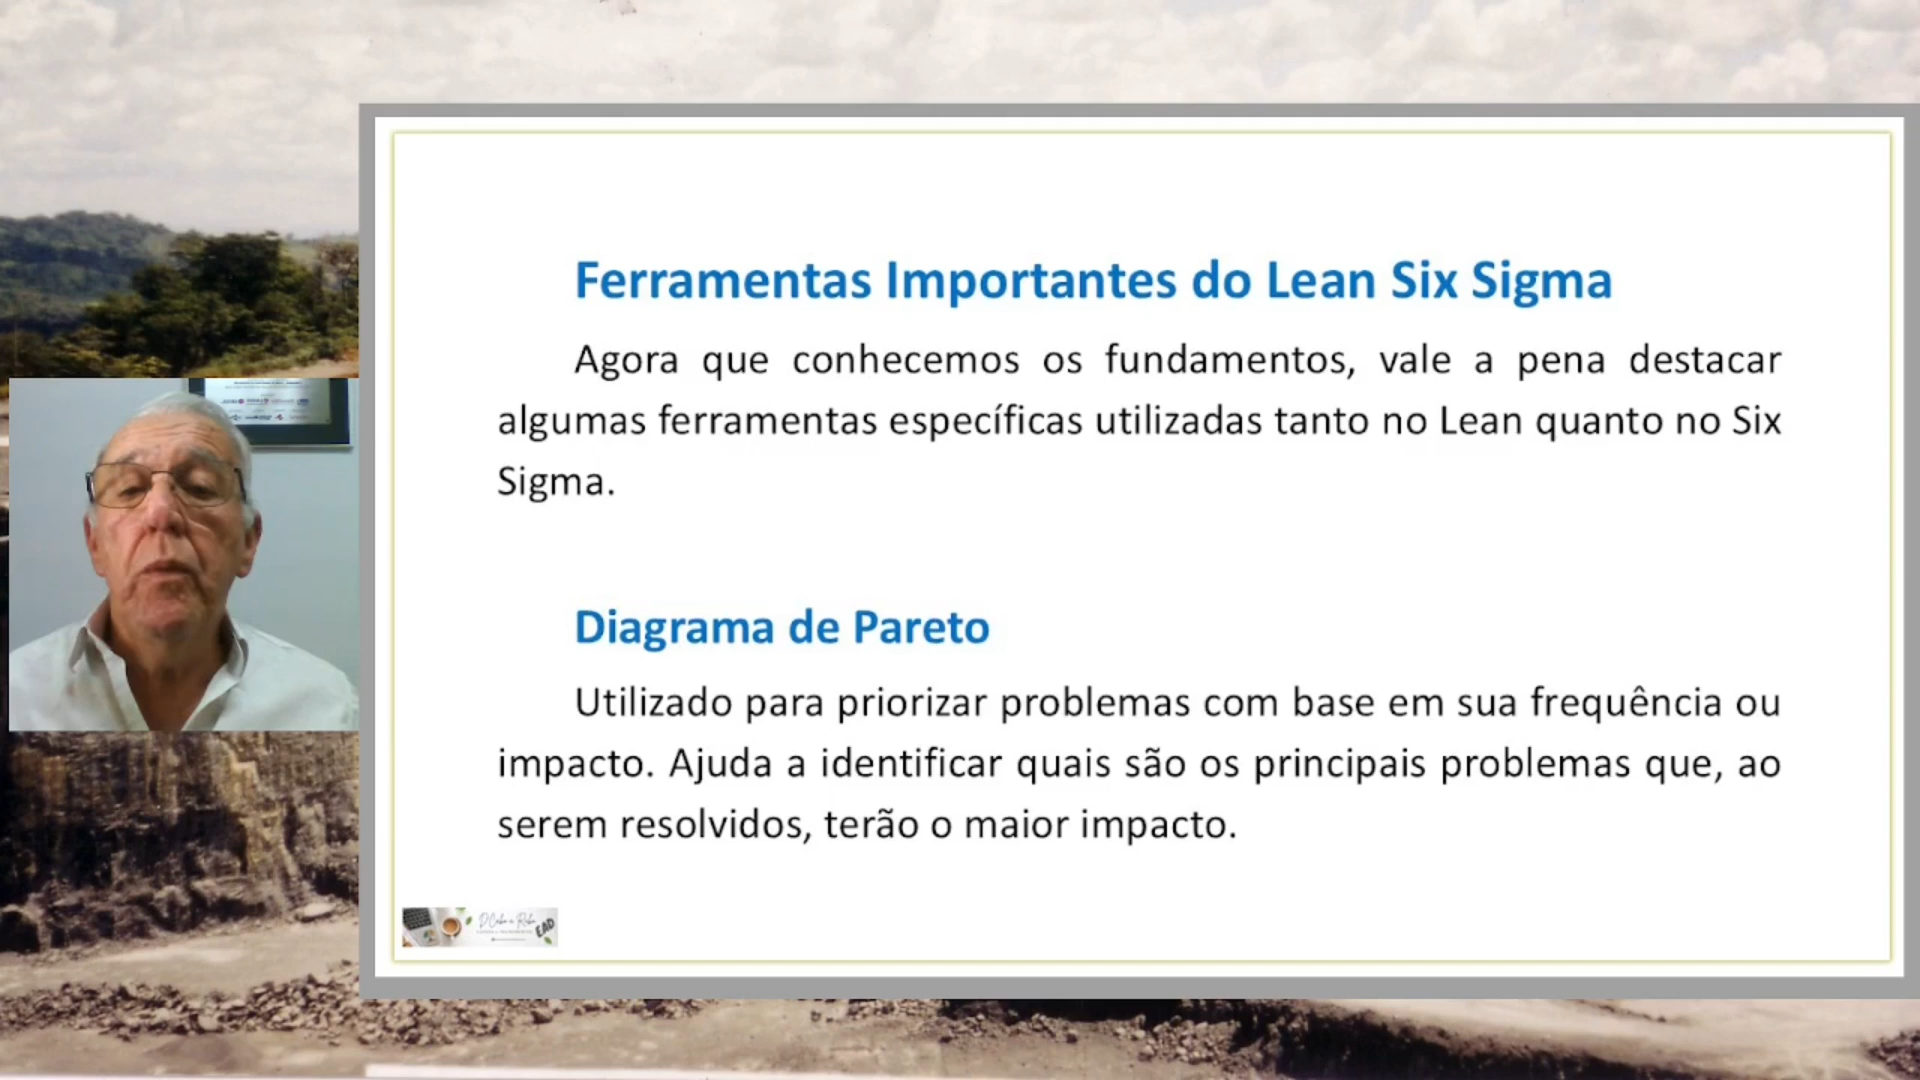 Ferramentas Importantes do Lean Six Sigma
Agora que conhecemos os fundamentos, vale a pena destacar
algumas ferramentas específicas utilizadas tanto no Lean quanto no Six
Sigma.
Diagrama de Pareto
Utilizado para priorizar problemas com base em sua frequência ou
impacto. Ajuda a identificar quais são os principais problemas que, ao
serem resolvidos, terão o maior impacto.
EAD